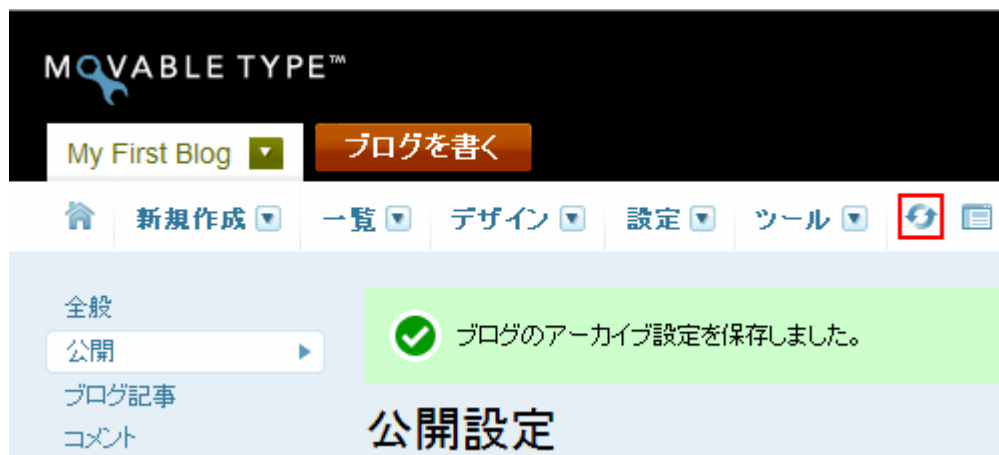 MOVABLE TYPE™
My First Blog ブログを書く
新規作成 一覧 デザイン 設定 ツール
全般
公開
ブログのアーカイブ設定を保存しました。
ブログ記事
公開設定
コメント